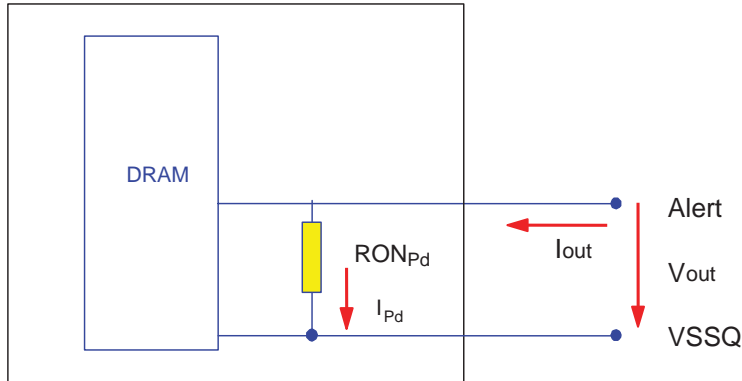 DRAM
Alert
Iout
RONPd
Vout
IPd
VSSQ